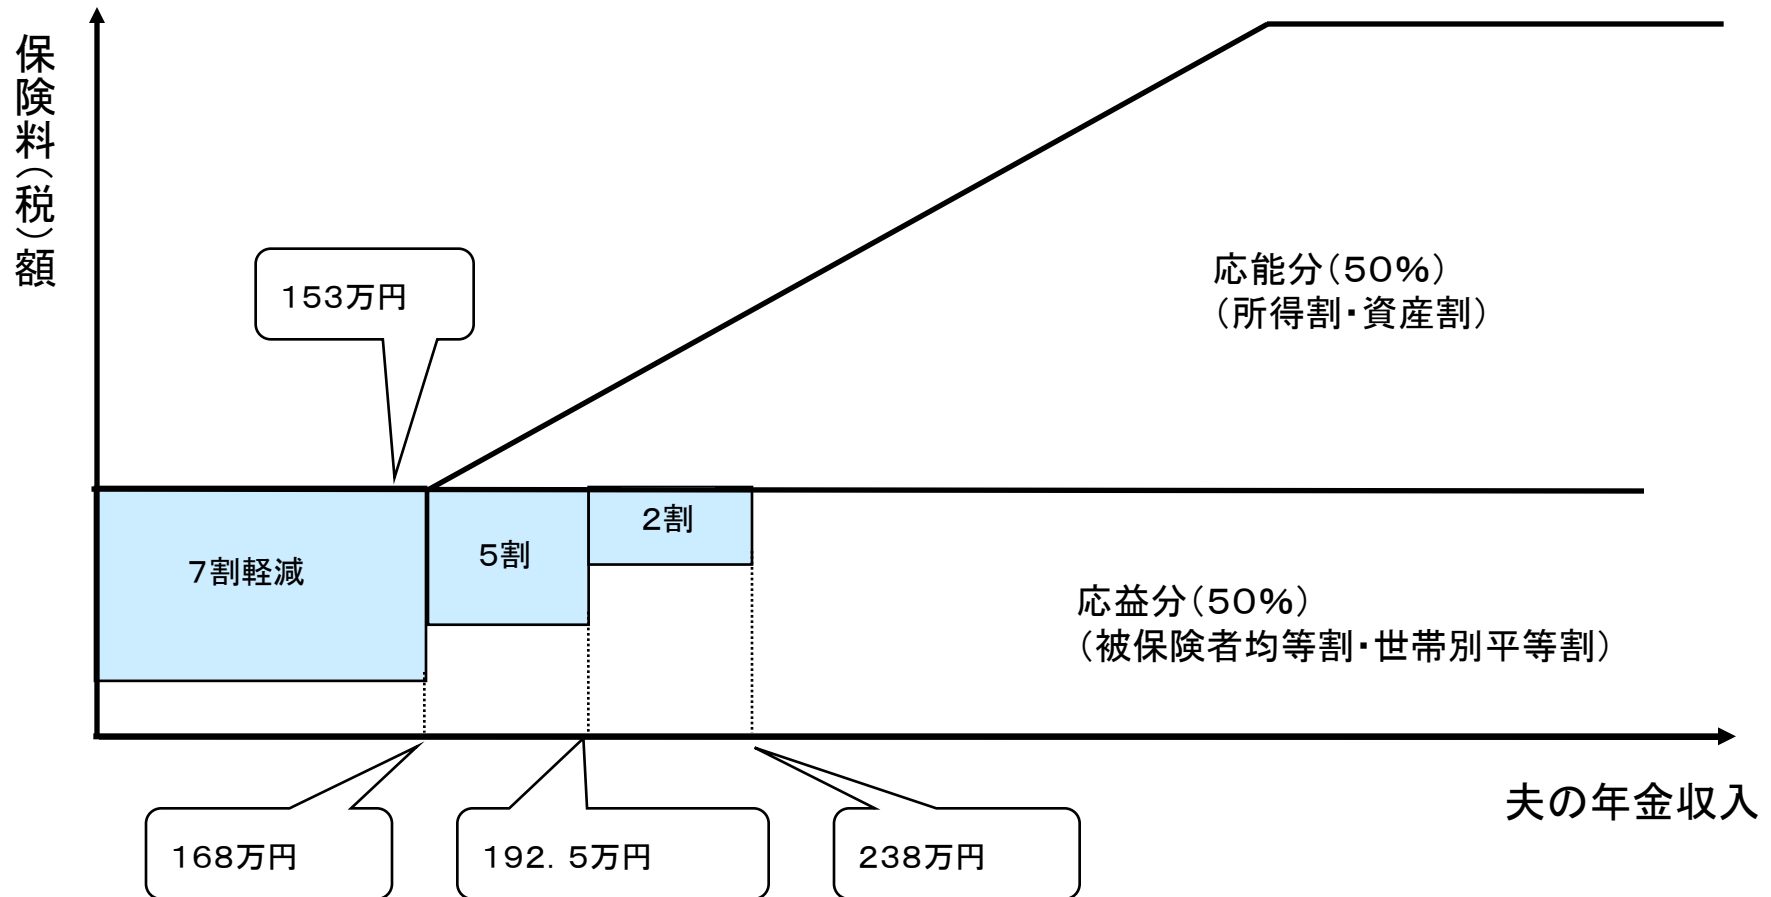 保険料(税)額
153万円
応能分(50%)
(所得割・資産割)
7割軽減
5割
2割
応益分(50%)
(被保険者均等割・世帯別平等割)
168万円
192.5万円
238万円
夫の年金収入